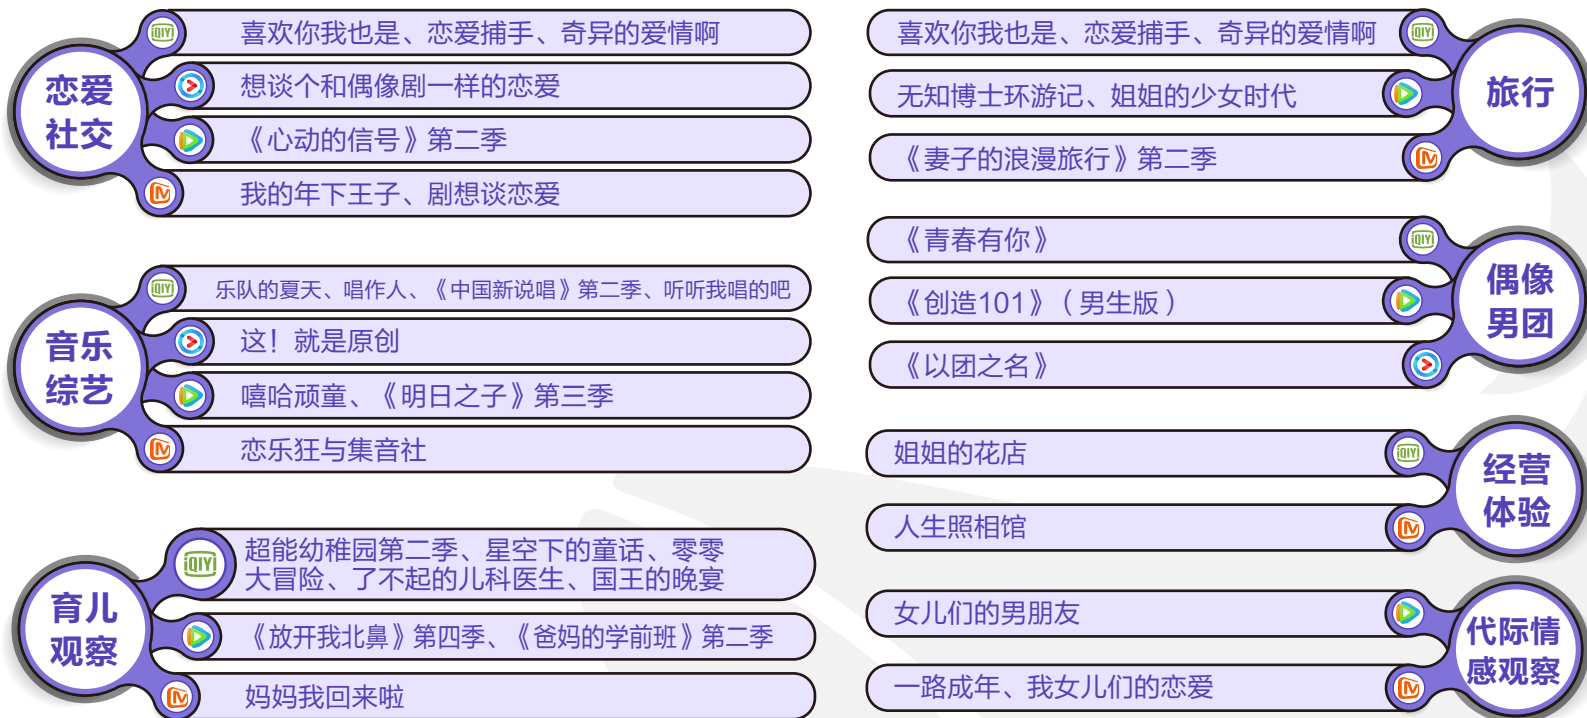 恋爱
社交
iQIYI
喜欢你我也是、恋爱捕手、奇异的爱情啊
想谈个和偶像剧一样的恋爱
《心动的信号》第二季
我的年下王子、剧想谈恋爱
音乐
综艺
iQIYI
乐队的夏天、唱作人、《中国新说唱》第二季、听听我唱的吧
这！就是原创
嘻哈顽童、《明日之子》第三季
恋乐狂与集音社
育儿
观察
iQIYI
超能幼稚园第二季、星空下的童话、零零
大冒险、了不起的儿科医生、国王的晚宴
《放开我北鼻》第四季、《爸妈的学前班》第二季
妈妈我回来啦
旅行
喜欢你我也是、恋爱捕手、奇异的爱情啊
iQIYI
无知博士环游记、姐姐的少女时代
《妻子的浪漫旅行》第二季
偶像
男团
《青春有你》
iQIYI
《创造101》（男生版）
《以团之名》
经营
体验
姐姐的花店
iQIYI
人生照相馆
代际情
感观察
女儿们的男朋友
一路成年、我女儿们的恋爱